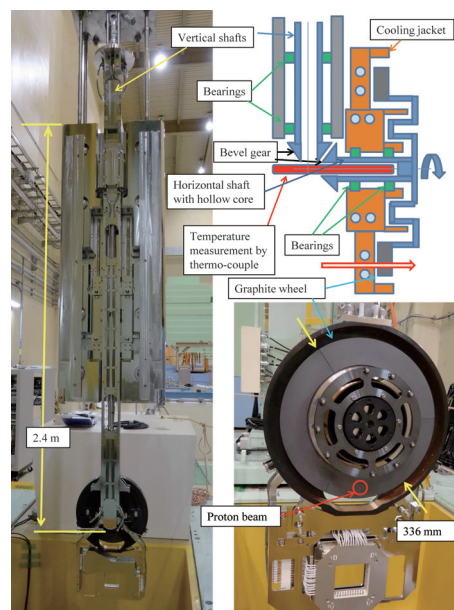 Vertical shafts
Cooling jacket
Bearings
Bevel gear
Horizontal shaft
with hollow core
Bearings
Temperature
measurement by
thermo-couple
Graphite wheel
2.4 m
Proton beam
336 mm